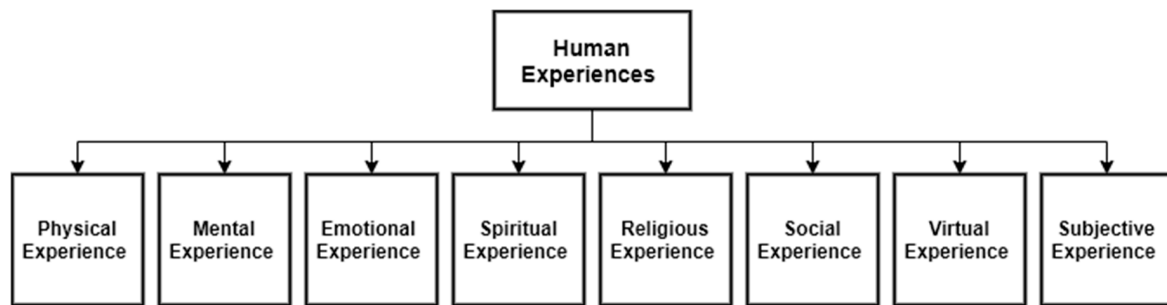 Human
Experiences
Physical
Experience
Mental
Experience
Emotional
Experience
Spiritual
Experience
Religious
Experience
Social
Experience
Virtual
Experience
Subjective
Experience